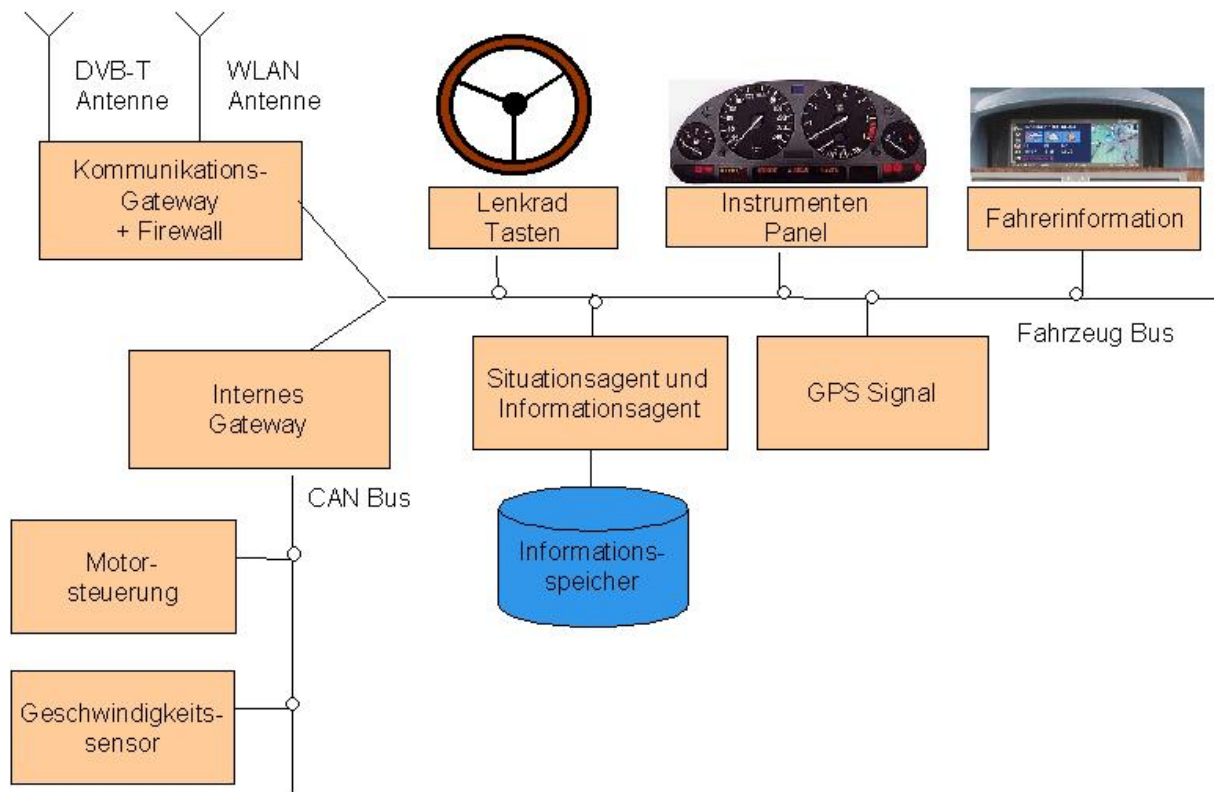 DVB-T
Antenne
WLAN
Antenne
Kommunikations-
Gateway
+ Firewall
Lenkrad
Tasten
Instrumenten
Panel
Fahrerinformation
Fahrzeug Bus
Internes
Gateway
Situationsagent und
Informationsagent
GPS Signal
CAN Bus
Informations-
speicher
Motor-
steuerung
Geschwindigkeits-
sensor